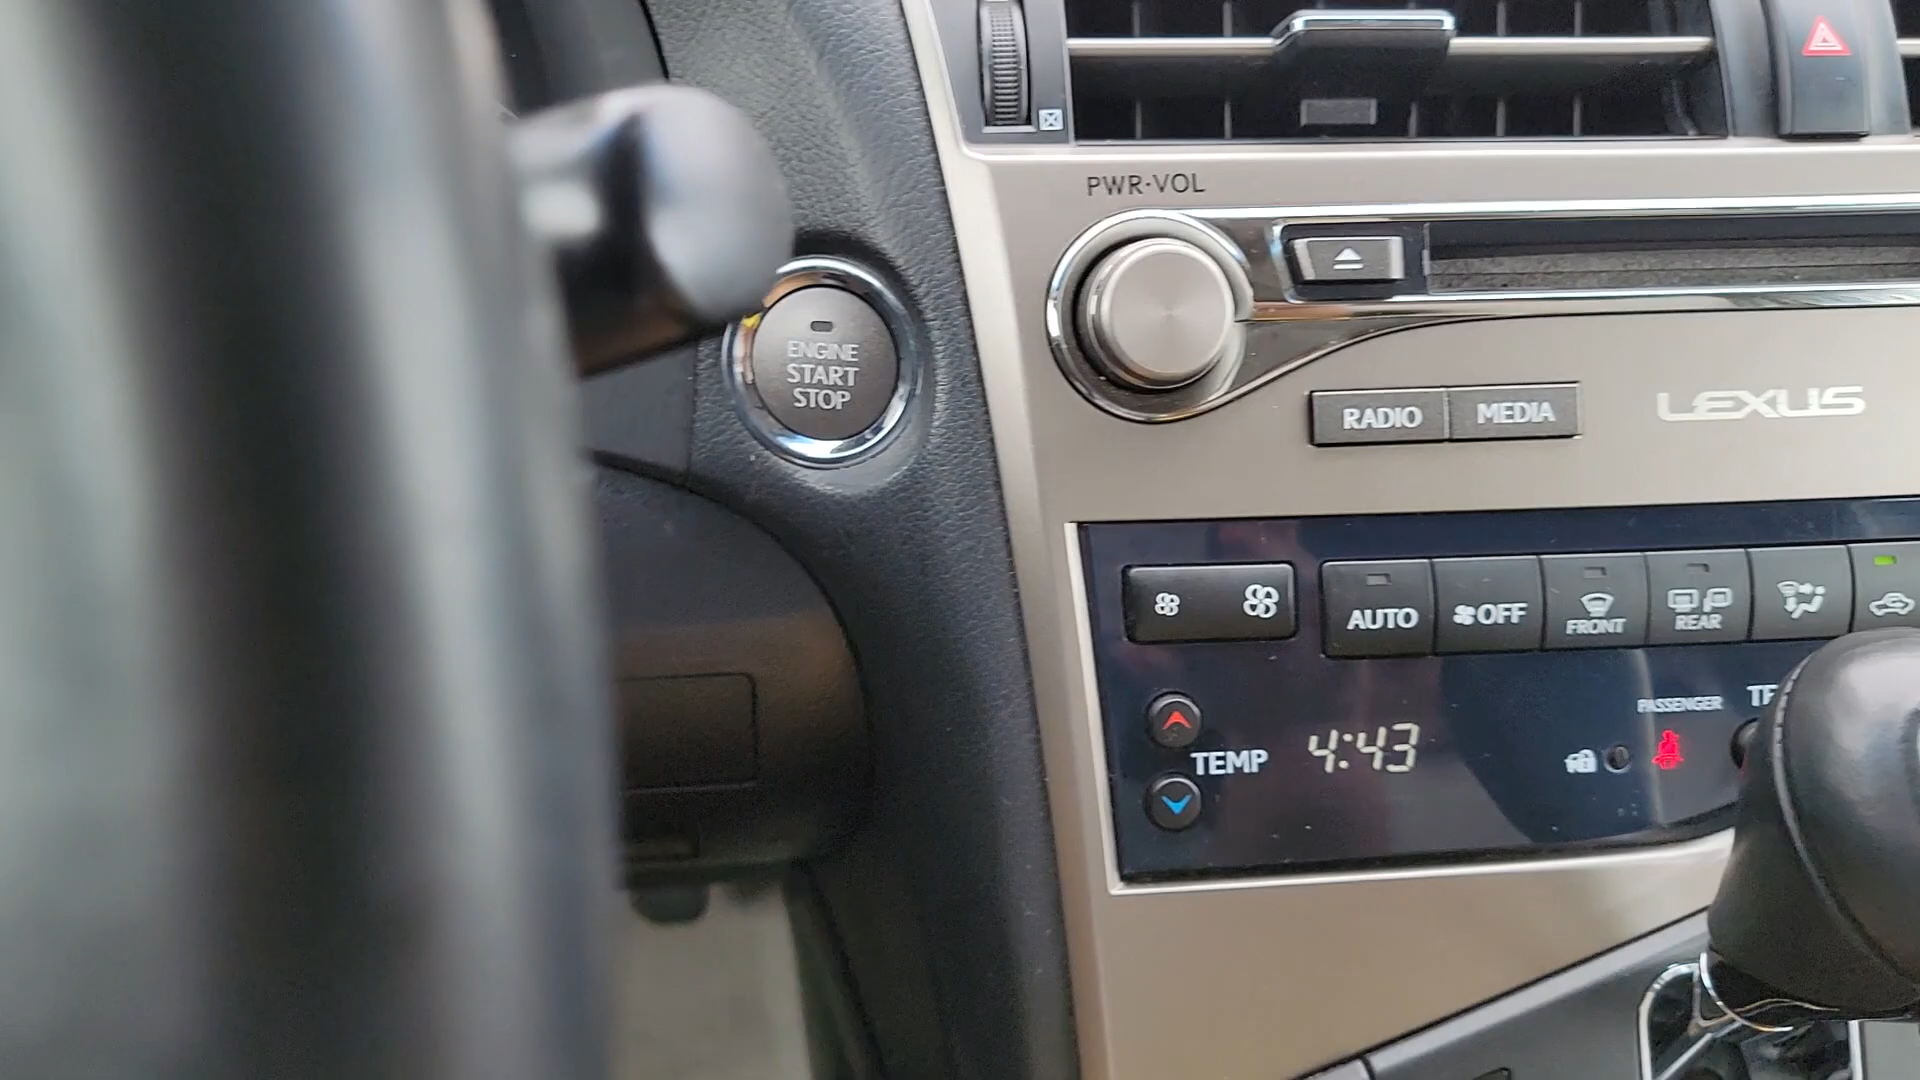 PWR·VOL
ENGINE
START
STOP
RADIO MEDIA
LEXUS
AUTO OFF FRONT REAR
PASSENGER
TEMP 4:43